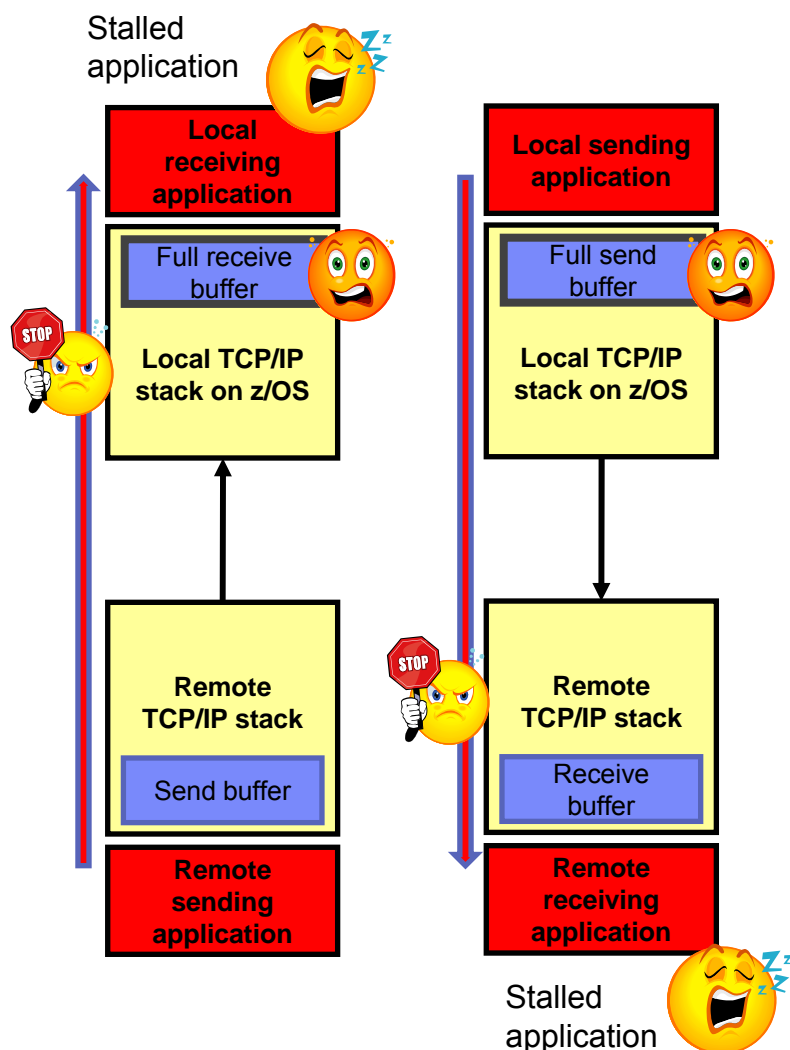 Stalled
application
Z
z
Z
z
Local
receiving
application
Full receive
buffer
STOP
Local TCP/IP
stack on z/OS
Remote
TCP/IP stack
Send buffer
Remote
sending
application
Local sending
application
Full send
buffer
Local TCP/IP
stack on z/OS
STOP
Remote
TCP/IP stack
Receive
buffer
Remote
receiving
application
Z
z
Z
z
Stalled
application